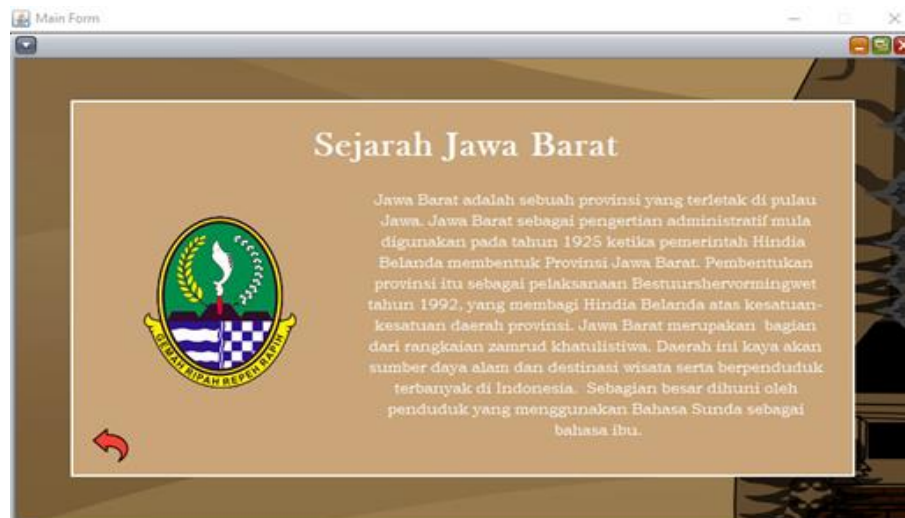 Main Form
Sejarah Jawa Barat
Jawa Barat adalah sebuah provinsi yang terletak di pulau
Jawa. Jawa Barat sebagai pengertian administratif mula
digunakan pada tahun 1925 ketika pemerintah Hindia
Belanda membentuk Provinsi Jawa Barat. Pembentukan
provinsi itu sebagai pelaksanaan Bestuurshervormingwet
tahun 1992, yang membagi Hindia Belanda atas kesatuan-
kesatuan daerah provinsi. Jawa Barat merupakan bagian
dari rangkaian zamrud khatulistiwa. Daerah ini kaya akan
sumber daya alam dan destinasi wisata serta berpenduduk
terbanyak di Indonesia. Sebagian besar dihuni oleh
penduduk yang menggunakan Bahasa Sunda sebagai
bahasa ibu.
GEMAH RIPAH REPEH RAPIH